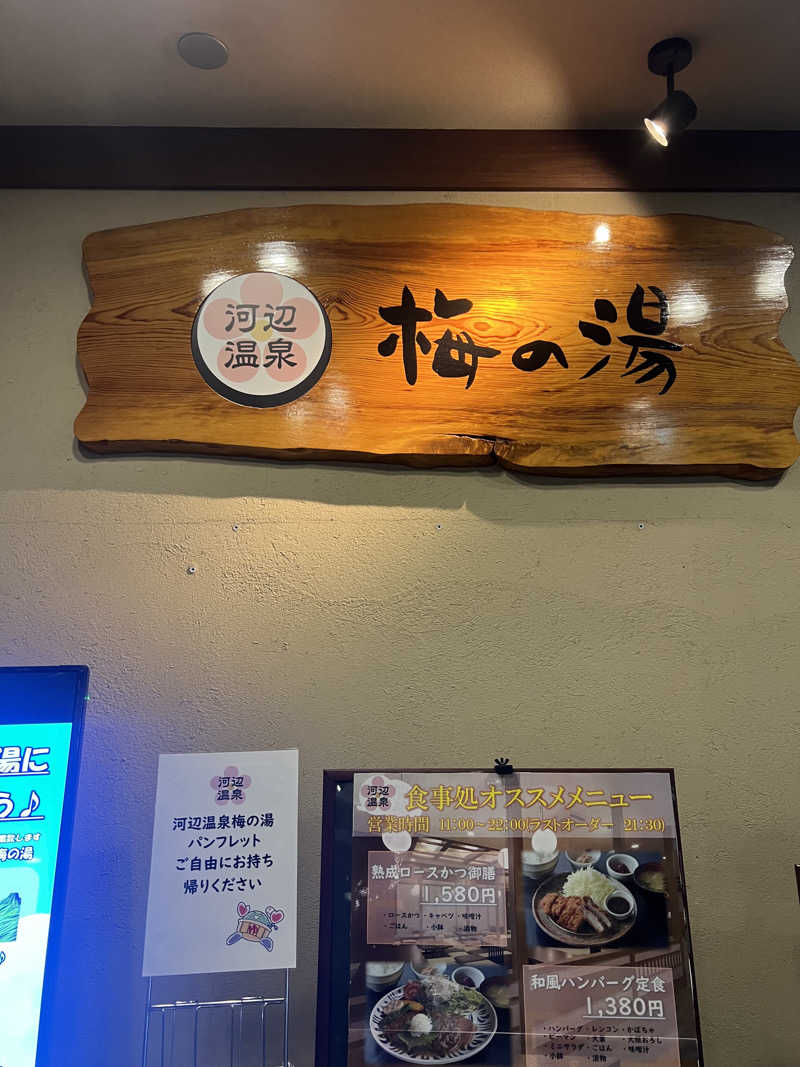 河辺
温泉
梅の湯
湯に
う♪
梅の湯
河辺
温泉
河辺温泉梅の湯
パンフレット
ご自由にお持ち
帰りください
河辺
温泉
食事処オススメメニュー
営業時間 11:00~22:00(ラストオーダー 21:30)
熟成ロースかつ御膳
1,580円
・ロースかつ ・キャベツ ・味噌汁
・ごはん ・小鉢 ・漬物
和風ハンバーグ定食
1,380円
・ハンバーグ ・レンコン ・かぼちゃ
・ピーマン ・大葉 ・大根おろし
・ミニサラダ ・ごはん ・味噌汁
・小鉢 ・漬物